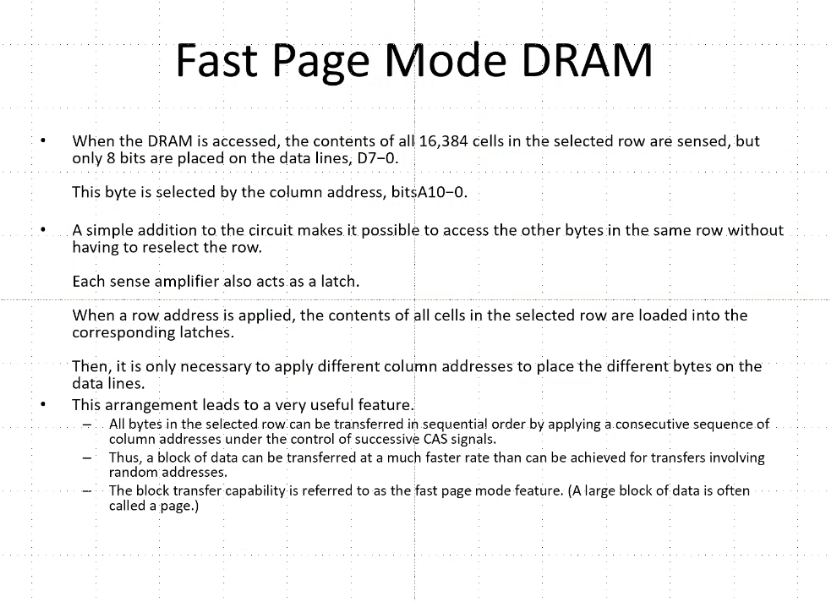 Fast Page Mode DRAM
• When the DRAM is accessed, the contents of all 16,384 cells in the selected row are sensed, but
only 8 bits are placed on the data lines, D7−0.
This byte is selected by the column address, bitsA10−0.
• A simple addition to the circuit makes it possible to access the other bytes in the same row without
having to reselect the row.
Each sense amplifier also acts as a latch.
When a row address is applied, the contents of all cells in the selected row are loaded into the
corresponding latches.
Then, it is only necessary to apply different column addresses to place the different bytes on the
data lines.
• This arrangement leads to a very useful feature.
– All bytes in the selected row can be transferred in sequential order by applying a consecutive sequence of
column addresses under the control of successive CAS signals.
– Thus, a block of data can be transferred at a much faster rate than can be achieved for transfers involving
random addresses.
– The block transfer capability is referred to as the fast page mode feature. (A large block of data is often
called a page.)